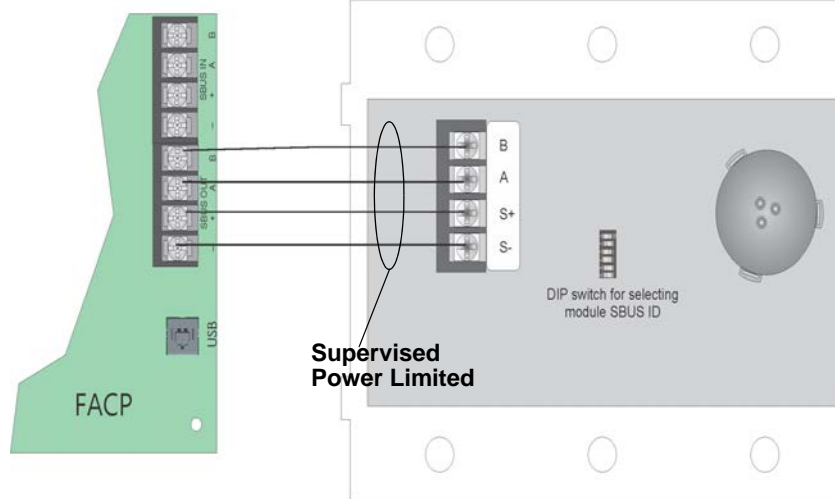 B
A
SBUS IN
+
–
B
A
SBUS OUT
+
–
USB
FACP
B
A
S+
S-
DIP switch for selecting
module SBUS ID
Supervised
Power Limited